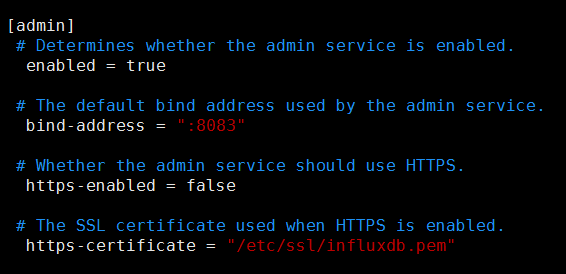 [admin]
# Determines whether the admin service is enabled.
enabled = true
# The default bind address used by the admin service.
bind-address = ":8083"
# Whether the admin service should use HTTPS.
https-enabled = false
# The SSL certificate used when HTTPS is enabled.
https-certificate = "/etc/ssl/influxdb.pem"